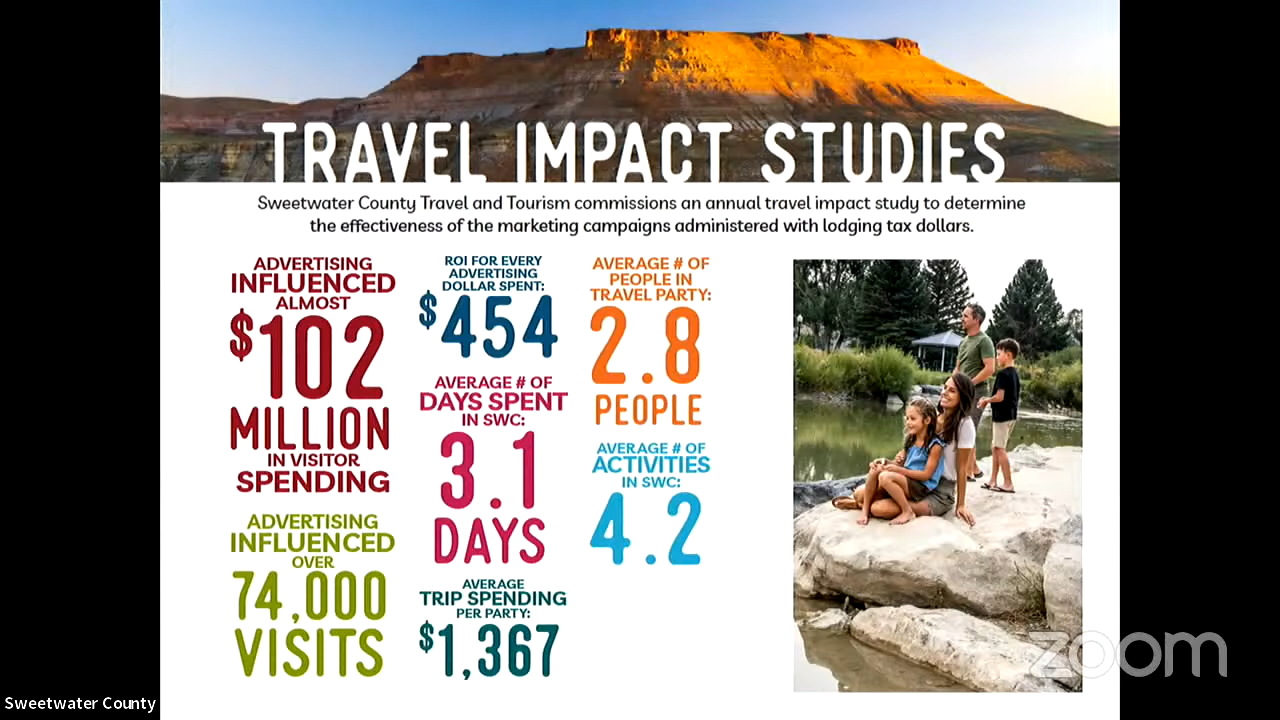 TRAVEL IMPACT STUDIES
Sweetwater County Travel and Tourism commissions an annual travel impact study to determine
the effectiveness of the marketing campaigns administered with lodging tax dollars.
ADVERTISING
INFLUENCED
ALMOST
$102
MILLION
IN VISITOR
SPENDING
ADVERTISING
INFLUENCED
OVER
74,000
VISITS
ROI FOR EVERY
ADVERTISING
DOLLAR SPENT:
$454
AVERAGE # OF
DAYS SPENT
IN SWC:
3.1
DAYS
AVERAGE
TRIP SPENDING
PER PARTY:
$1,367
AVERAGE # OF
PEOPLE IN
TRAVEL PARTY:
2.8
PEOPLE
AVERAGE # OF
ACTIVITIES
IN SWC:
4.2
zoom
Sweetwater County